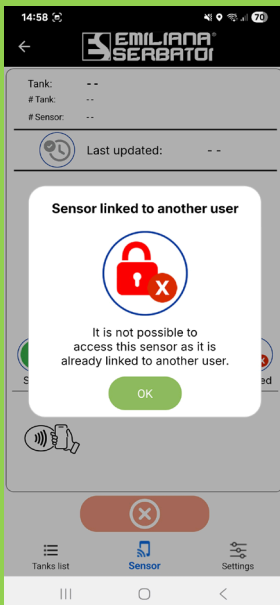 14:58
70
EMILIANA
SERBATOI
Tank: --
# Tank: --
# Sensor: --
Last updated: --
Sensor linked to another user
X
It is not possible to
access this sensor as it is
already linked to another user.
OK
S
ed
Tanks list
Sensor
Settings